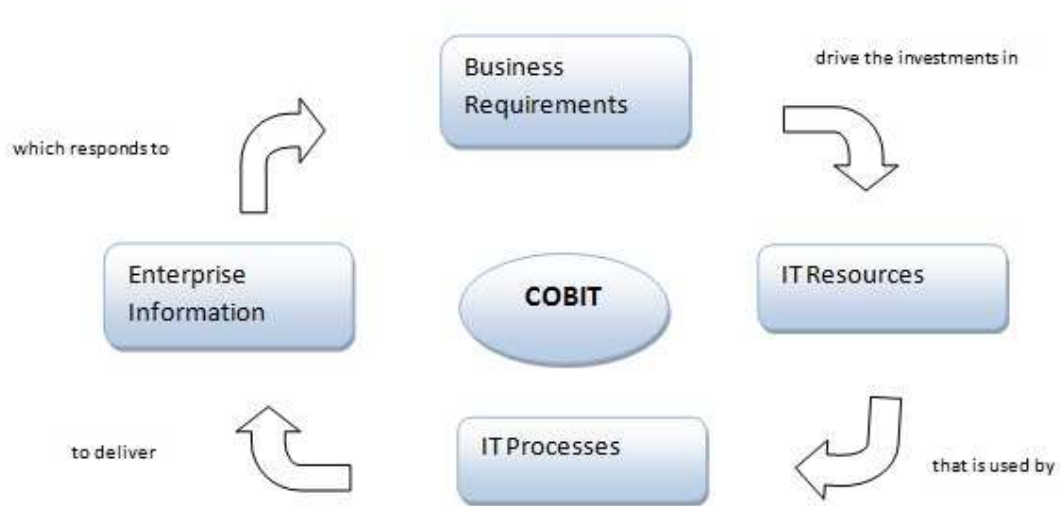 Business
Requirements
drive the investments in
which responds to
Enterprise
Information
COBIT
IT Resources
to deliver
IT Processes
that is used by